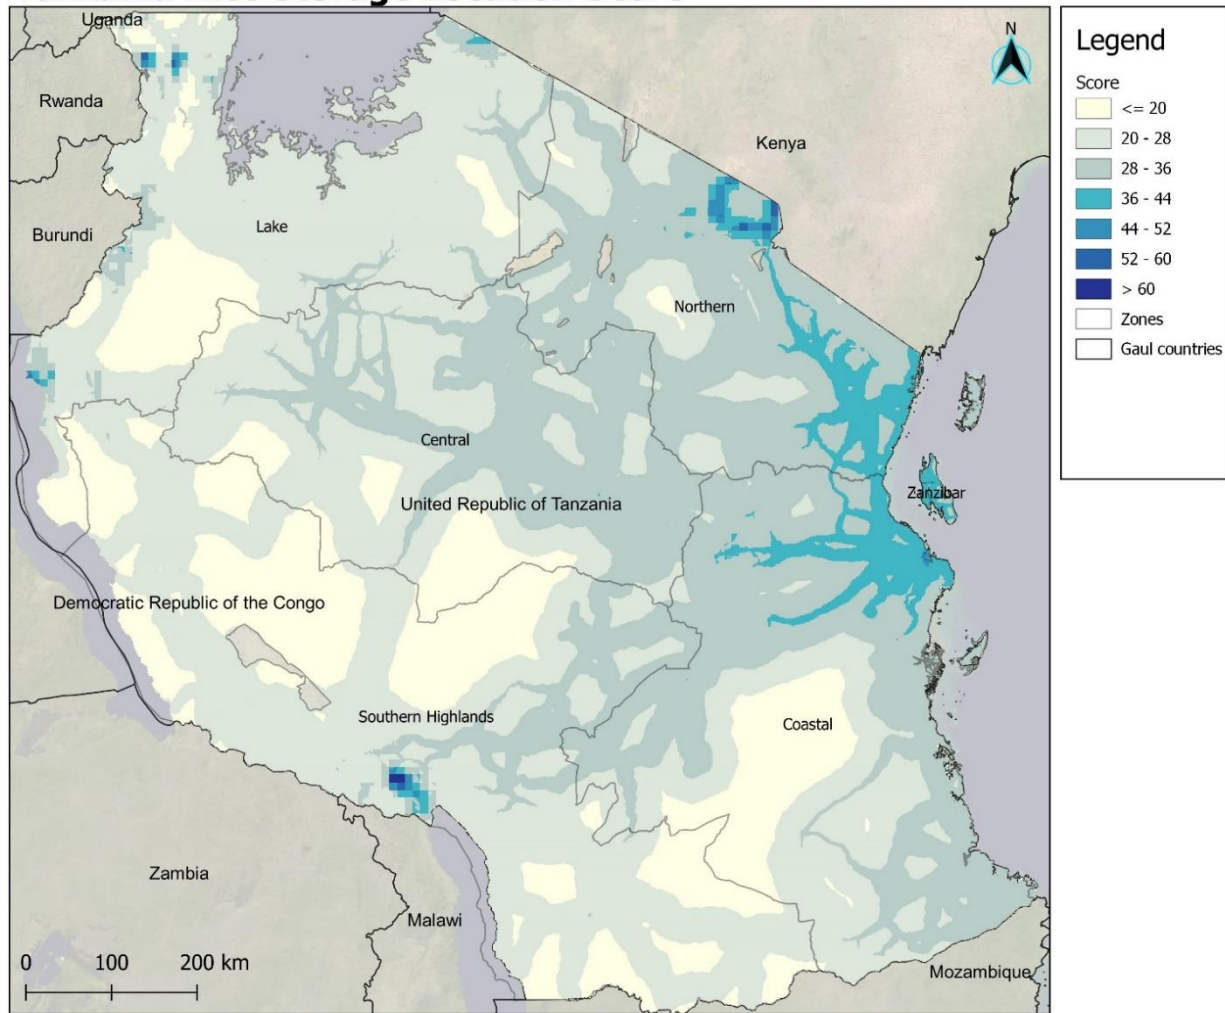 Uganda
N
Rwanda
Kenya
Burundi
Lake
Northern
Central
United Republic of Tanzania
Zanzibar
Democratic Republic of the Congo
Southern Highlands
Coastal
Zambia
Malawi
Mozambique
0 100 200 km
Legend
Score
<= 20
20 - 28
28 - 36
36 - 44
44 - 52
52 - 60
> 60
Zones
Gaul countries